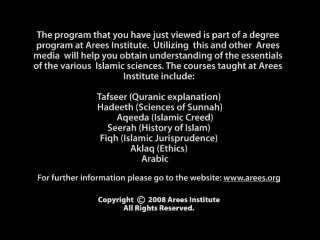 The program that you have just viewed is part of a degree
program at Arees Institute.  Utilizing  this and other  Arees
media  will help you obtain understanding of the essentials
of the various  Islamic sciences. The courses taught at Arees
Institute include:
Tafseer (Quranic explanation)
Hadeeth (Sciences of Sunnah)
Aqeeda (Islamic Creed)
Seerah (History of Islam)
Fiqh (Islamic Jurisprudence)
Aklaq (Ethics)
Arabic
For further information please go to the website: www.arees.org
Copyright © 2008 Arees Institute
All Rights Reserved.